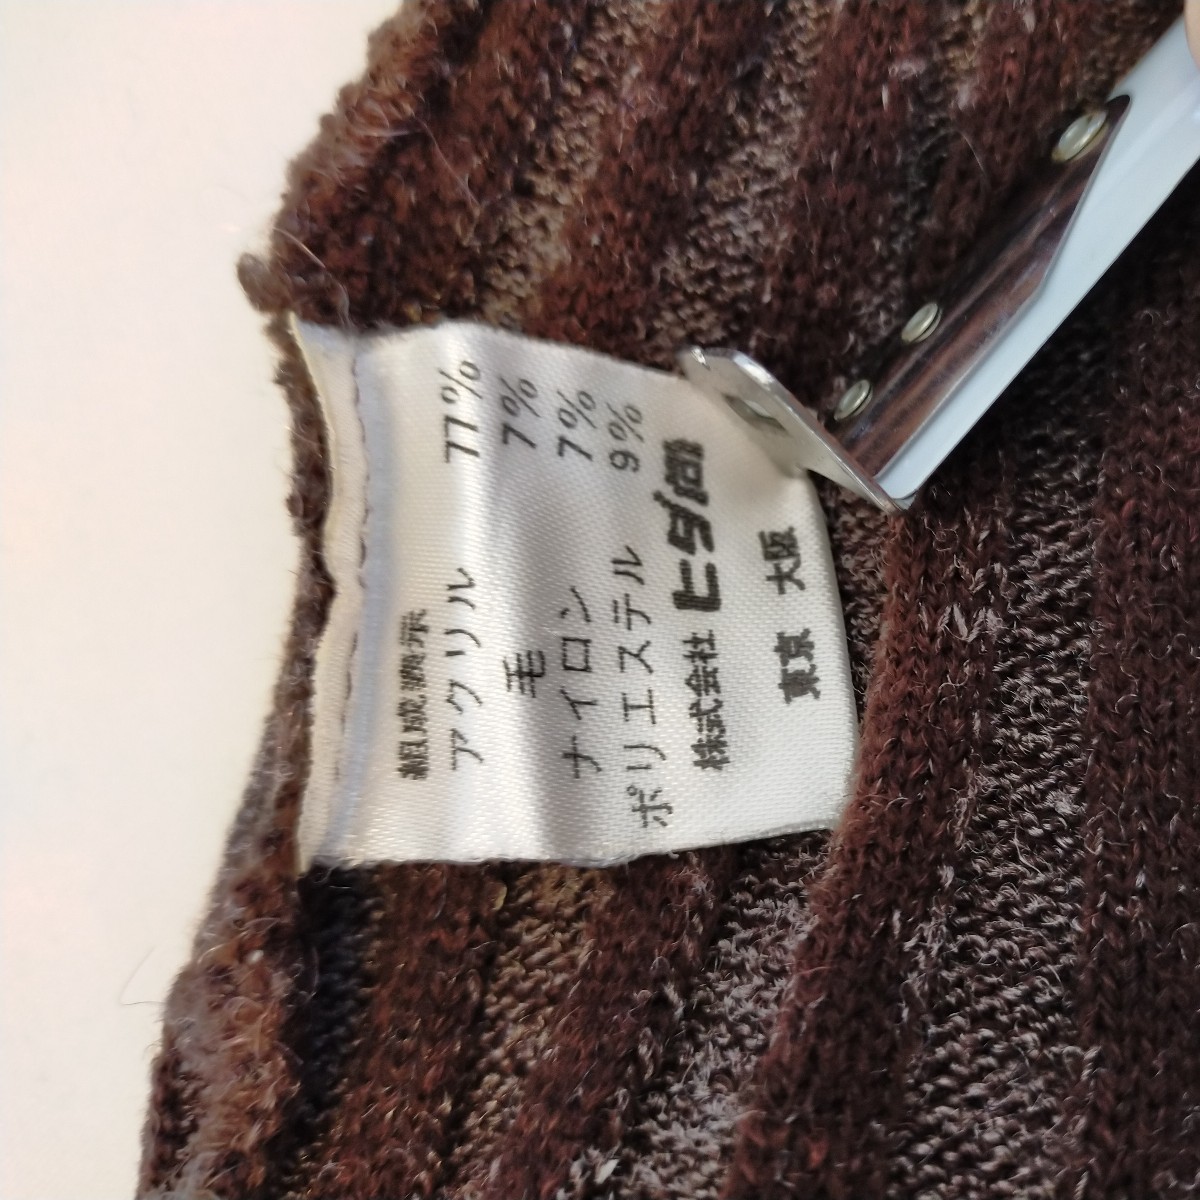 組成表示
アクリル 77%
毛 7%
ナイロン 7%
ポリエステル 9%
株式会社 ヒダ商
東京 大阪